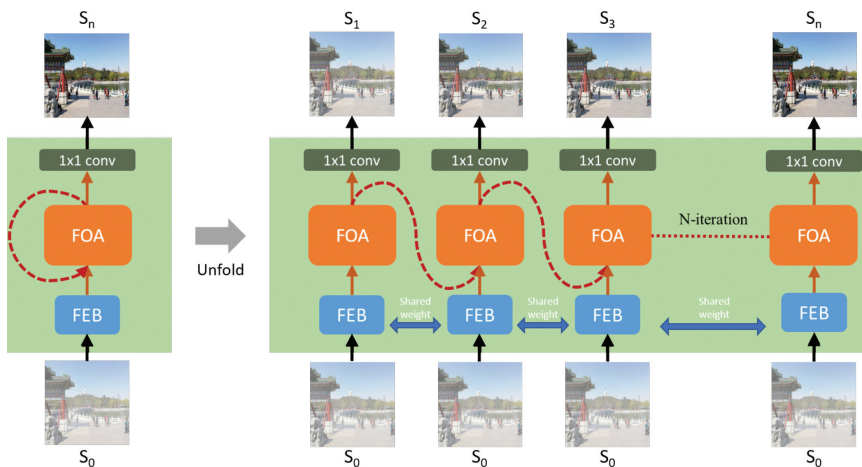 Sn
S1
S2
S3
Sn
1x1 conv
1x1 conv
1x1 conv
1x1 conv
1x1 conv
FOA
Unfold
FOA
FOA
FOA
N-iteration
FOA
FEB
FEB
Shared
weight
FEB
Shared
weight
FEB
Shared
weight
FEB
S0
S0
S0
S0
S0